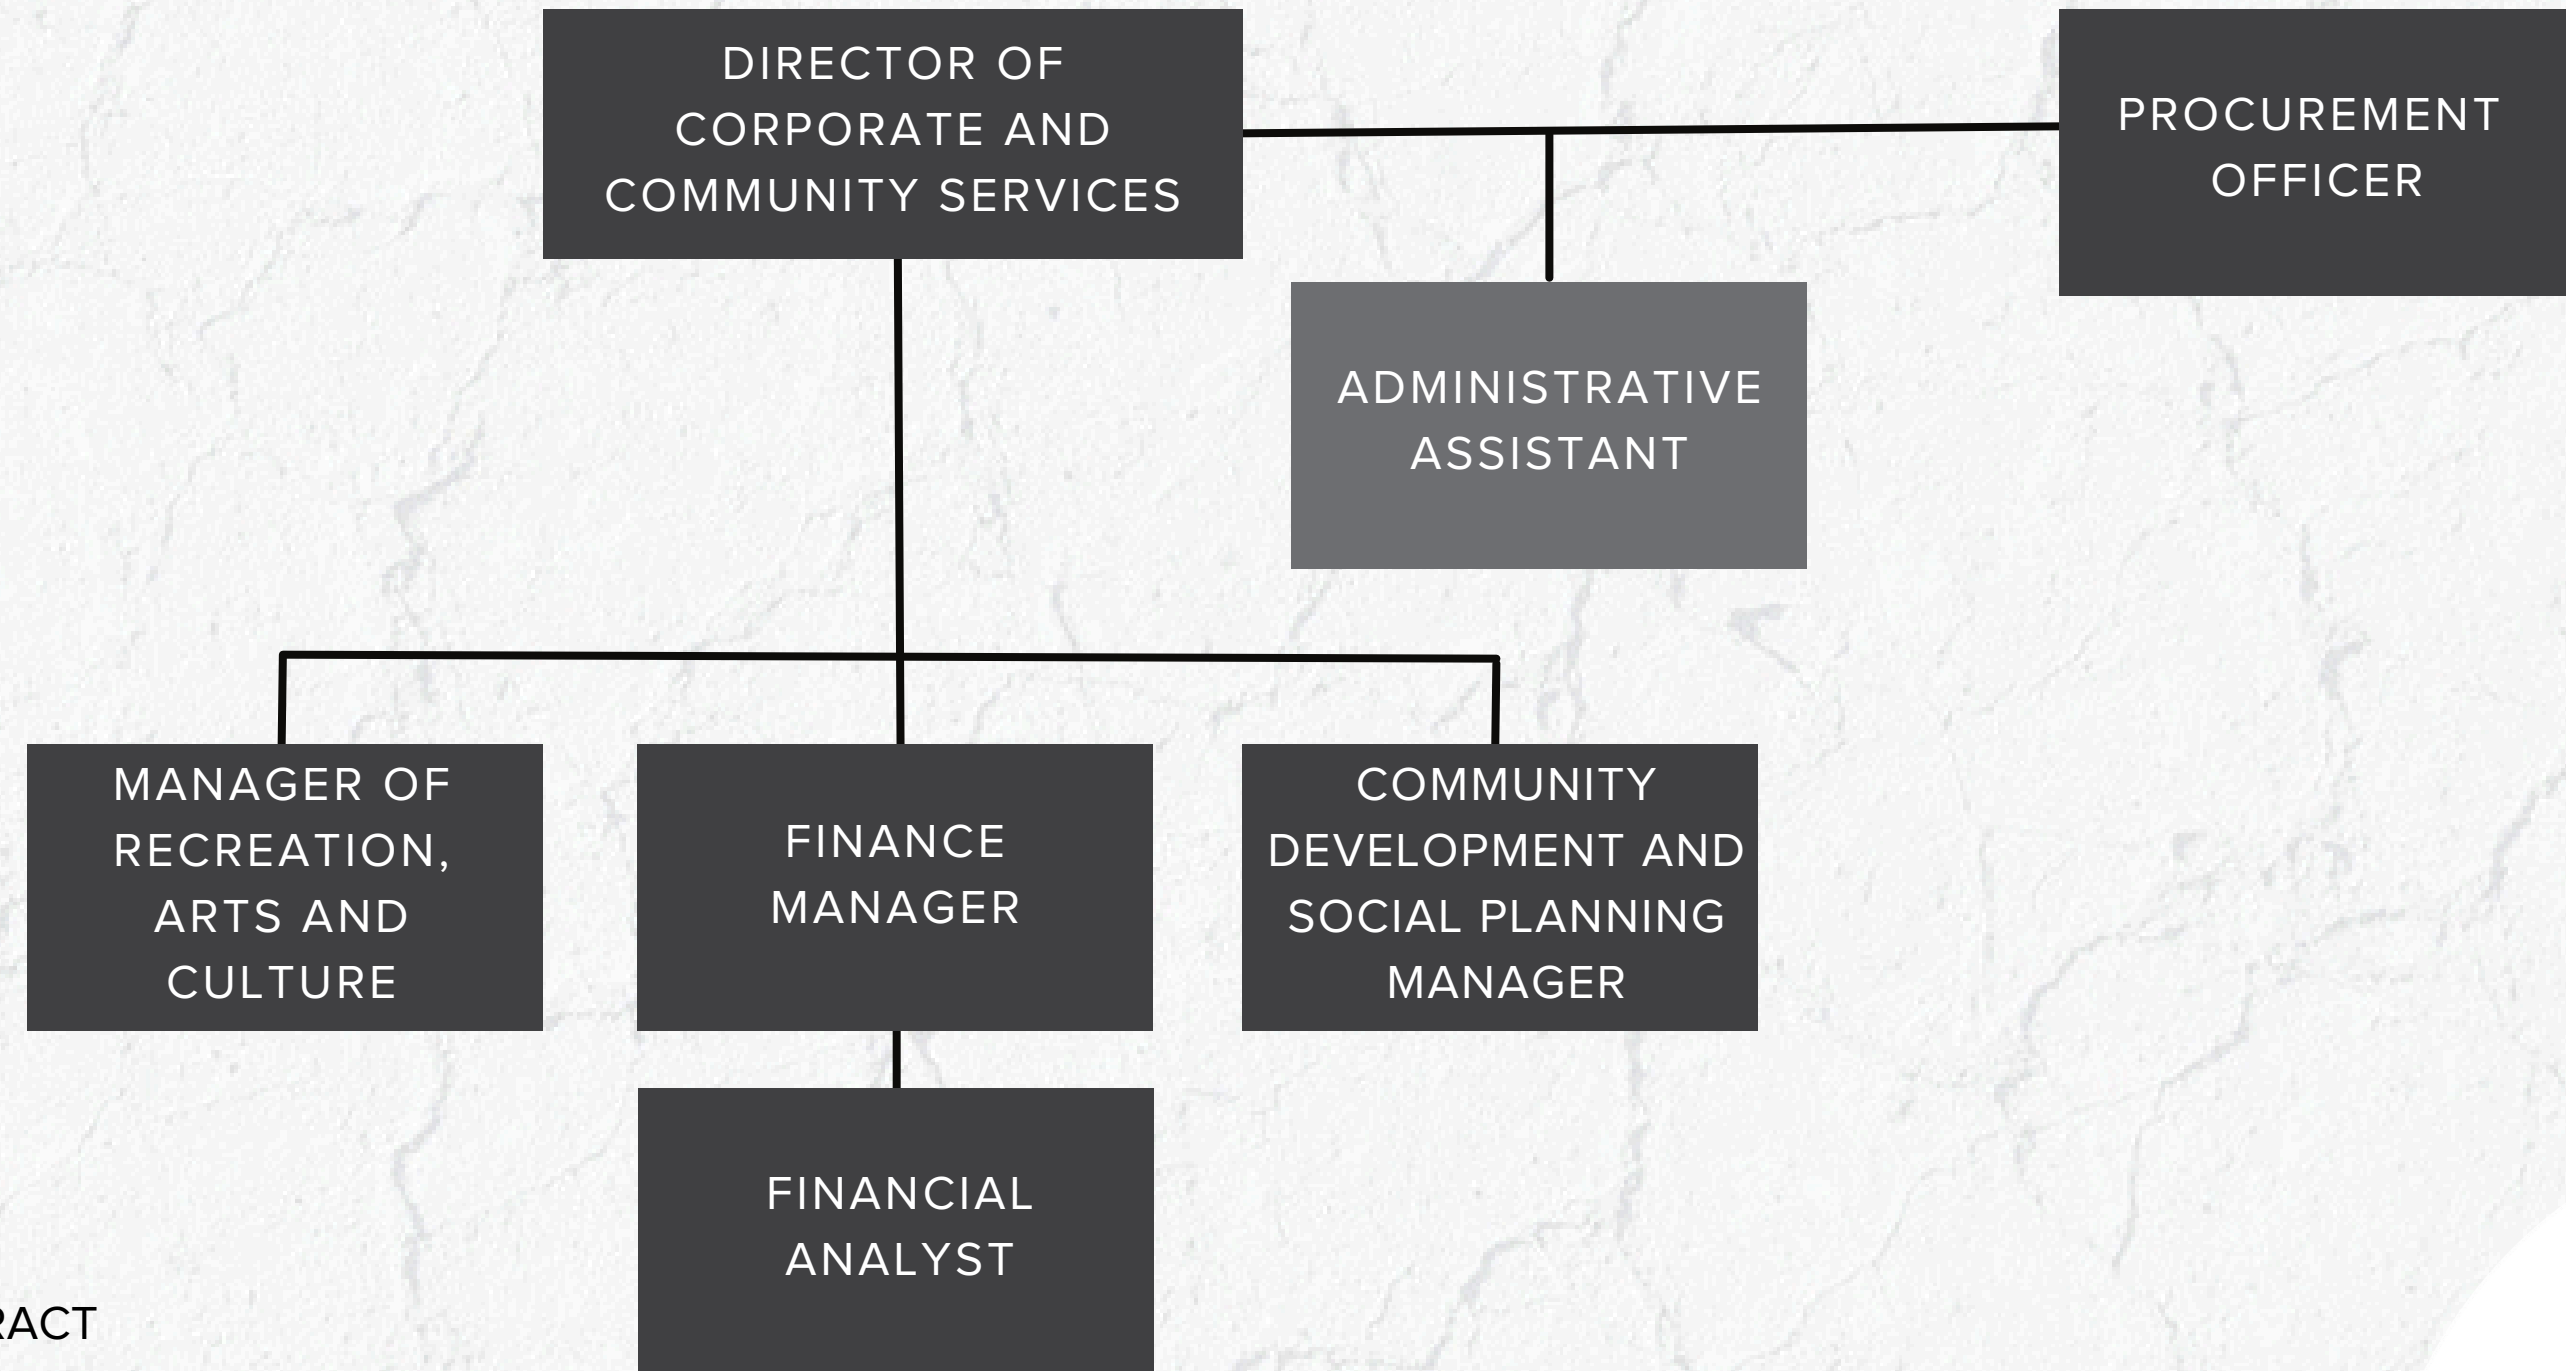 DIRECTOR OF
CORPORATE AND
COMMUNITY SERVICES
PROCUREMENT
OFFICER
ADMINISTRATIVE
ASSISTANT
MANAGER OF
RECREATION,
ARTS AND
CULTURE
FINANCE
MANAGER
COMMUNITY
DEVELOPMENT AND
SOCIAL PLANNING
MANAGER
FINANCIAL
ANALYST